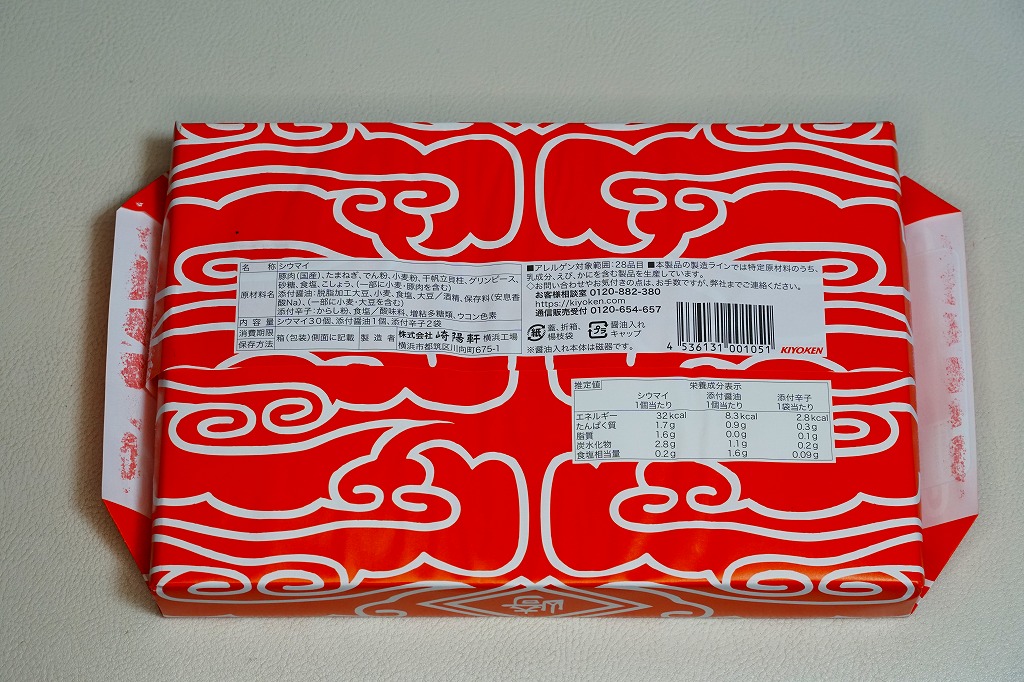 名　称 シウマイ
豚肉(国産)、たまねぎ、でん粉、小麦粉、干帆立貝柱、グリンピース、
砂糖、食塩、こしょう、(一部に小麦・豚肉を含む)
原材料名 添付醤油:脱脂加工大豆、小麦、食塩、大豆／酒精、保存料(安息香
酸Na)、(一部に小麦・大豆を含む)
添付辛子:からし粉、食塩／酸味料、増粘多糖類、ウコン色素
内 容 量 シウマイ30個、添付醤油1個、添付辛子2袋
消費期限 箱(包装)側面に記載
保存方法
製 造 者 株式会社 崎陽軒 横浜工場
横浜市都筑区川向町675-1
■アレルゲン対象範囲:28品目 ■本製品の製造ラインでは特定原材料のうち、
乳成分、えび、かにを含む製品を生産しています。
◇お問い合わせやお気付きの点は、お手数ですが、弊社までご連絡ください。
お客様相談室 0120-882-380
https://kiyoken.com
通信販売受付 0120-654-657
紙 蓋、折箱、楊枝袋
プラ 醤油入れキャップ
※醤油入れ本体は磁器です。
4 536131 001051
KIYOKEN
推定値 栄養成分表示
シウマイ 添付醤油 添付辛子
1個当たり 1個当たり 1袋当たり
エネルギー 32kcal 8.3kcal 2.8kcal
たんぱく質 1.7g 0.9g 0.3g
脂質 1.6g 0.0g 0.1g
炭水化物 2.8g 1.1g 0.2g
食塩相当量 0.2g 1.6g 0.09g
崎